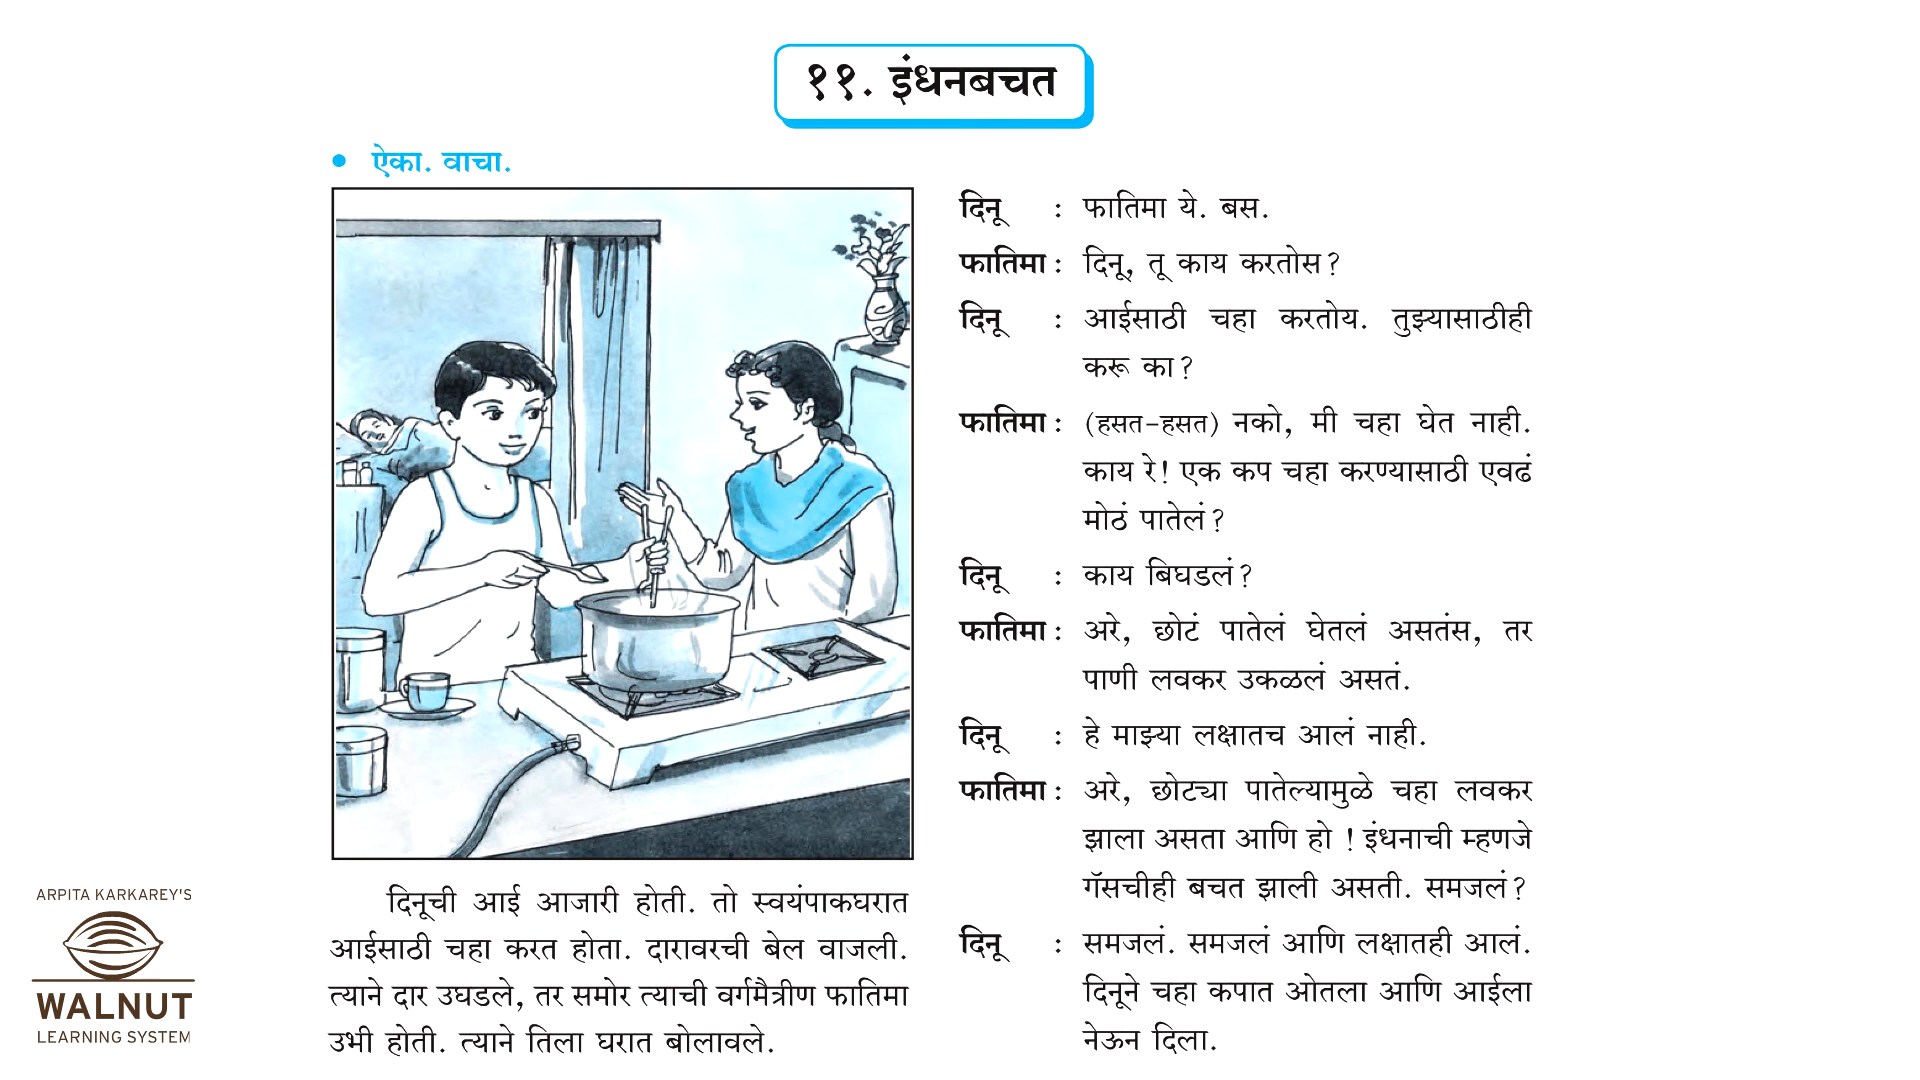 ११. इंधनबचत
• ऐका. वाचा.
दिनूची आई आजारी होती. तो स्वयंपाकघरात
आईसाठी चहा करत होता. दारावरची बेल वाजली.
त्याने दार उघडले, तर समोर त्याची वर्गमैत्रीण फातिमा
उभी होती. त्याने तिला घरात बोलावले.
दिनू : फातिमा ये. बस.
फातिमा : दिनू, तू काय करतोस?
दिनू : आईसाठी चहा करतोय. तुझ्यासाठीही
करू का?
फातिमा : (हसत-हसत) नको, मी चहा घेत नाही.
काय रे! एक कप चहा करण्यासाठी एवढं
मोठं पातेलं?
दिनू : काय बिघडलं?
फातिमा : अरे, छोटं पातेलं घेतलं असतंस, तर
पाणी लवकर उकळलं असतं.
दिनू : हे माझ्या लक्षातच आलं नाही.
फातिमा : अरे, छोट्या पातेल्यामुळे चहा लवकर
झाला असता आणि हो ! इंधनाची म्हणजे
गॅसचीही बचत झाली असती. समजलं?
दिनू : समजलं. समजलं आणि लक्षातही आलं.
दिनूने चहा कपात ओतला आणि आईला
नेऊन दिला.
ARPITA KARKAREY'S
WALNUT
LEARNING SYSTEM